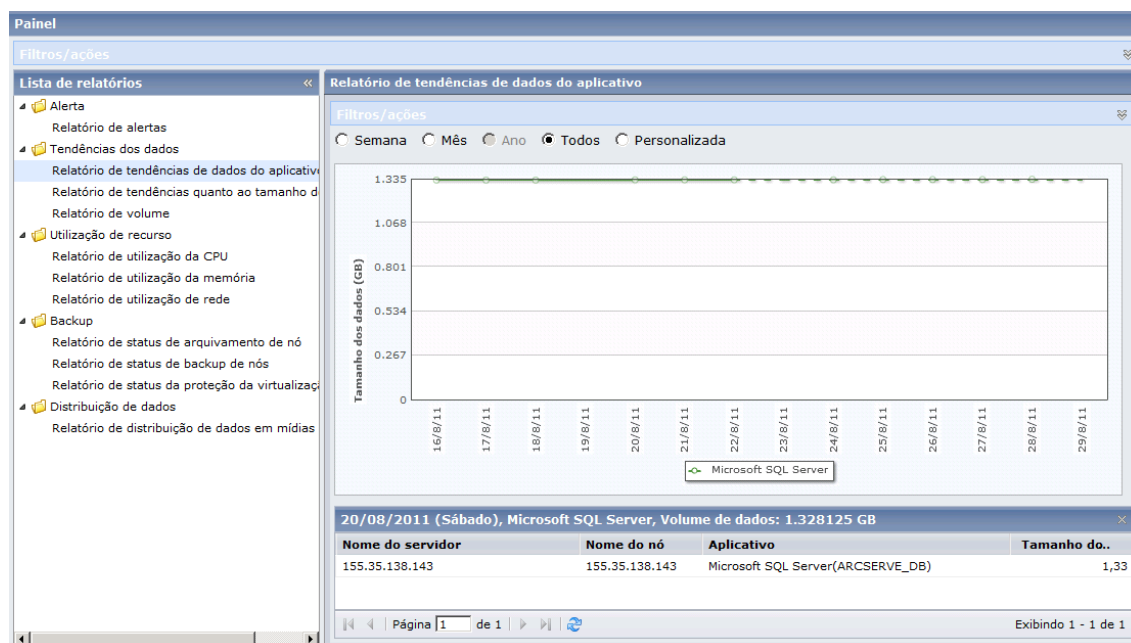 Painel
Filtros/ações
Lista de relatórios
Alerta
Relatório de alertas
Tendências dos dados
Relatório de tendências de dados do aplicativo
Relatório de tendências quanto ao tamanho d
Relatório de volume
Utilização de recurso
Relatório de utilização da CPU
Relatório de utilização da memória
Relatório de utilização de rede
Backup
Relatório de status de arquivamento de nó
Relatório de status de backup de nós
Relatório de status da proteção da virtualizaç
Distribuição de dados
Relatório de distribuição de dados em mídias
Relatório de tendências de dados do aplicativo
Filtros/ações
Semana Mês Ano Todos Personalizada
Tamanho dos dados (GB)
1.335
1.068
0.801
0.534
0.267
0
16/8/11 17/8/11 18/8/11 19/8/11 20/8/11 21/8/11 22/8/11 23/8/11 24/8/11 25/8/11 26/8/11 27/8/11 28/8/11 29/8/11
Microsoft SQL Server
20/08/2011 (Sábado), Microsoft SQL Server, Volume de dados: 1.328125 GB
Nome do servidor Nome do nó Aplicativo Tamanho do..
155.35.138.143 155.35.138.143 Microsoft SQL Server(ARCSERVE_DB) 1,33
Página 1 de 1 Exibindo 1 - 1 de 1